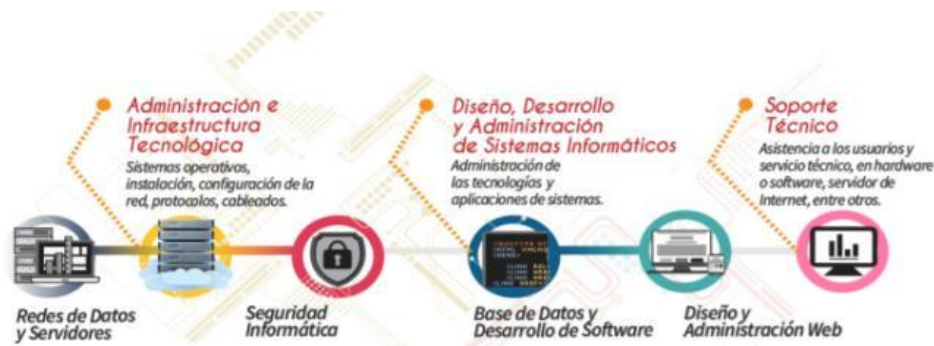 Administración e
Infraestructura
Tecnológica
Sistemas operativos,
instalación, configuración de la
red, protocolos, cableados.
Diseño, Desarrollo
y Administración
de Sistemas Informáticos
Administración de
las tecnologías y
aplicaciones de sistemas.
Soporte
Técnico
Asistencia a los usuarios y
servicio técnico, en hardware
o software, servidor de
Internet, entre otros.
Redes de Datos
y Servidores
Seguridad
Informática
Base de Datos y
Desarrollo de Software
Diseño y
Administración Web